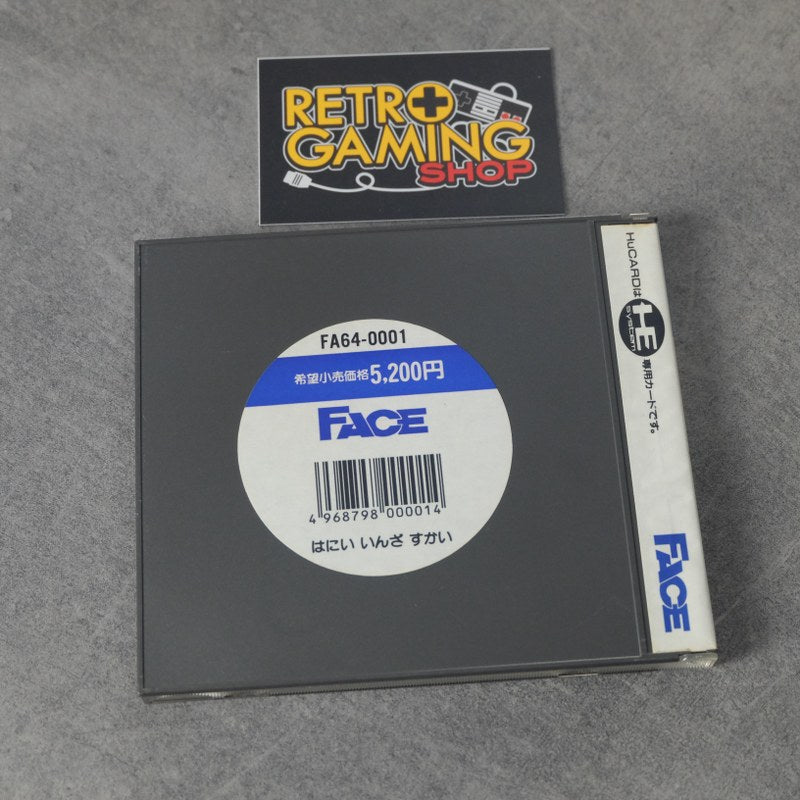 RETRO
GAMING
SHOP
FA64-0001
希望小売価格5,200円
FACE
4 968798 000014
はにい いんざ すかい
HuCARDは
HE
system
専用カードです。
FACE